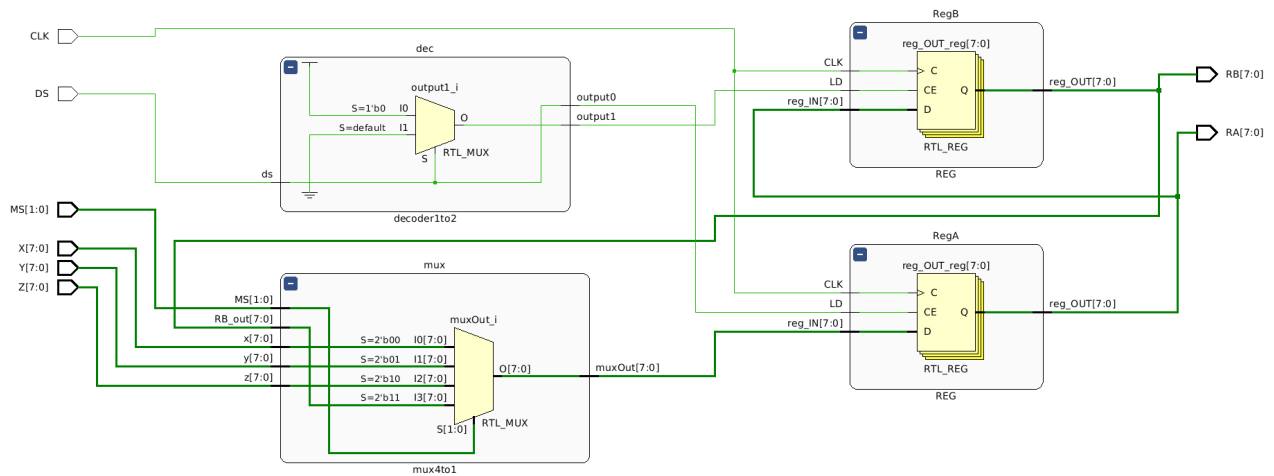 CLK
DS
MS[1:0]
X[7:0]
Y[7:0]
Z[7:0]
dec
output1_i
S=1'b0 I0
S=default I1
O
S
RTL_MUX
ds
output0
output1
decoder1to2
mux
MS[1:0]
RB_out[7:0]
x[7:0]
y[7:0]
z[7:0]
muxOut_i
S=2'b00 I0[7:0]
S=2'b01 I1[7:0]
S=2'b10 I2[7:0]
S=2'b11 I3[7:0]
O[7:0]
S[1:0]
RTL_MUX
muxOut[7:0]
mux4to1
RegB
reg_OUT_reg[7:0]
CLK
LD
reg_IN[7:0]
C
CE
D
Q
RTL_REG
reg_OUT[7:0]
REG
RB[7:0]
RA[7:0]
RegA
reg_OUT_reg[7:0]
CLK
LD
reg_IN[7:0]
C
CE
D
Q
RTL_REG
reg_OUT[7:0]
REG